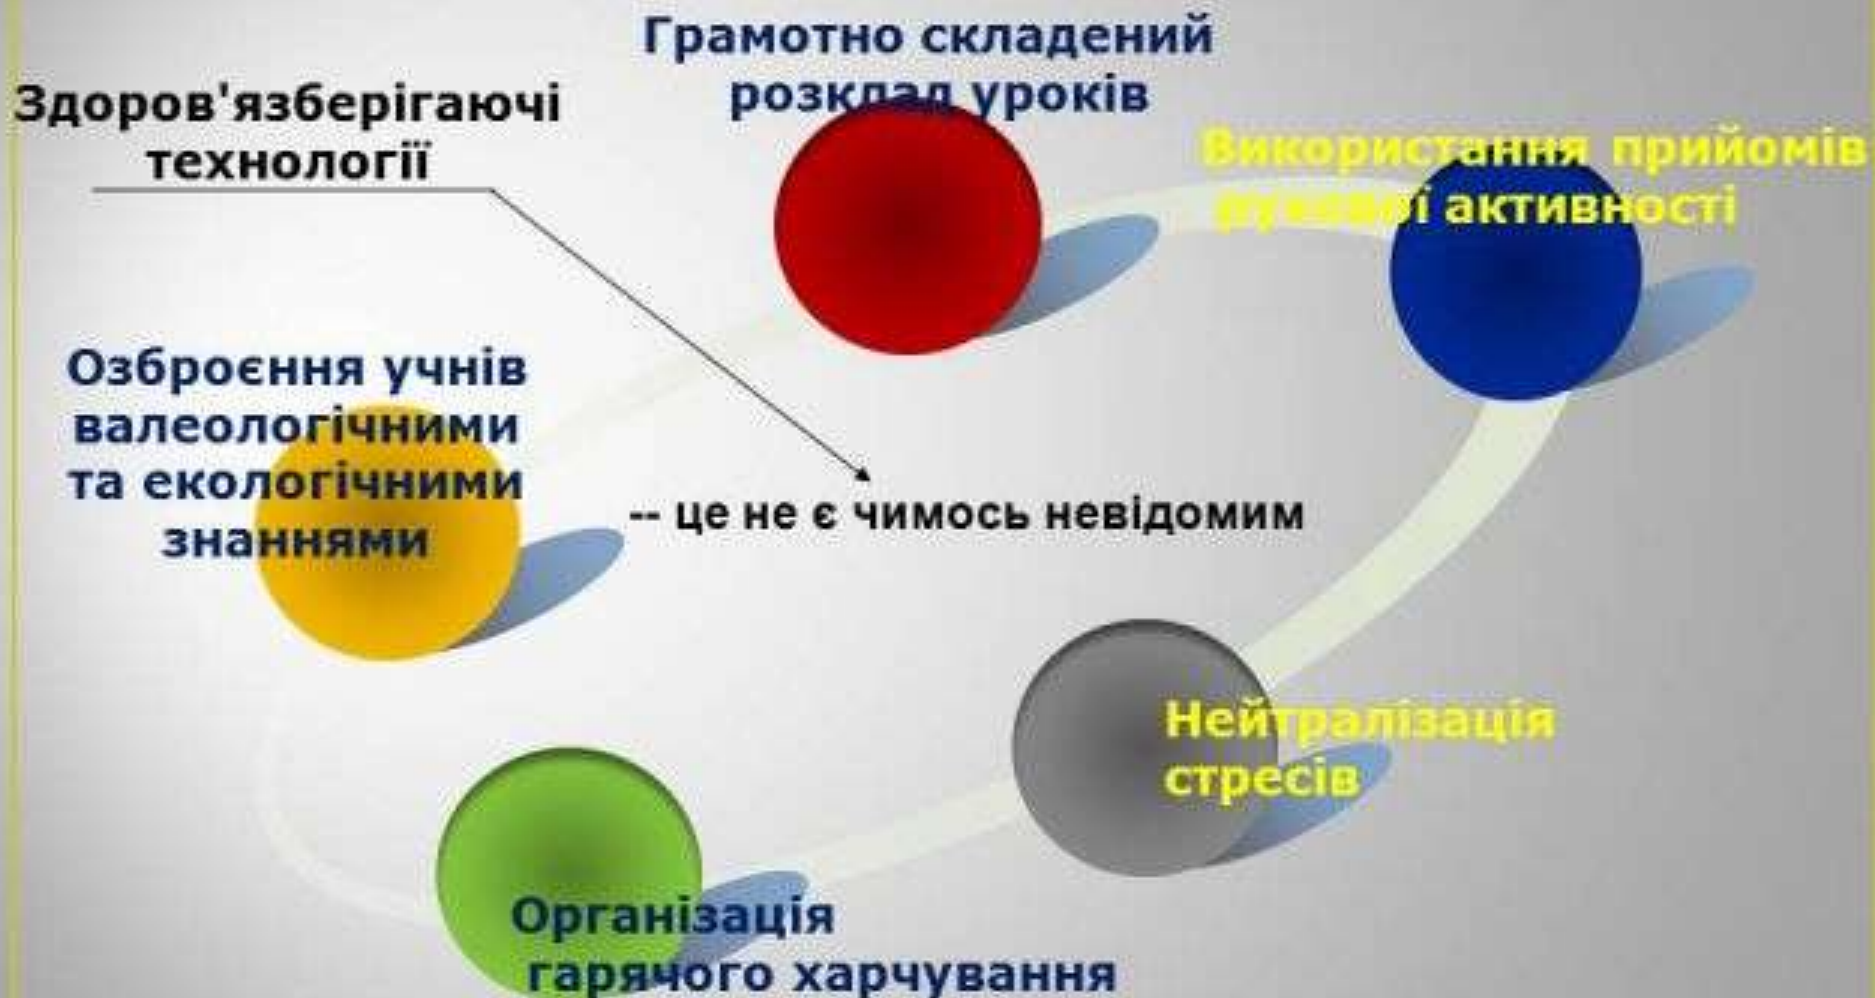 Грамотно складений
розклад уроків
Здоров'язберігаючі
технології
Використання прийомів
рухової активності
Озброєння учнів
валеологічними
та екологічними
знаннями
-- це не є чимось невідомим
Нейтралізація
стресів
Організація
гарячого харчування